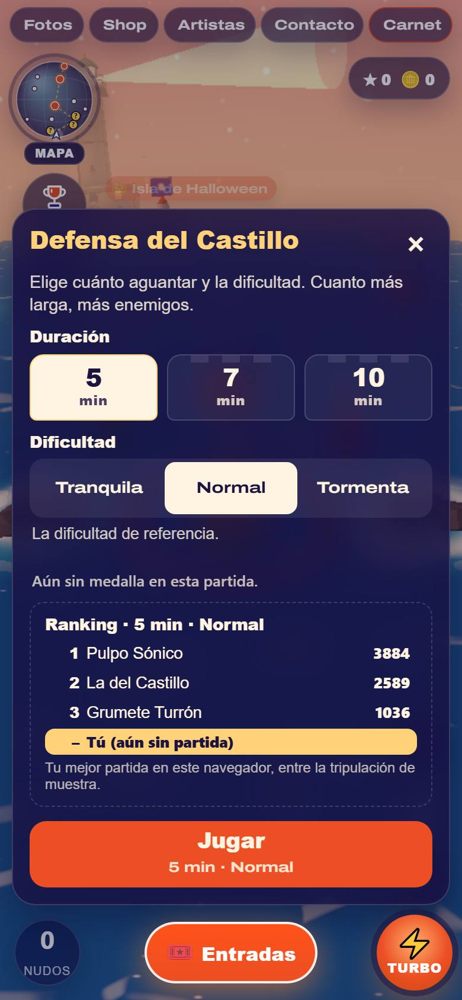 Fotos
Shop
Artistas
Contacto
Carnet
★ 0
0
? ? ?
MAPA
Isla de Halloween
Defensa del Castillo
×
Elige cuánto aguantar y la dificultad. Cuanto más
larga, más enemigos.
Duración
5
min
7
min
10
min
Dificultad
Tranquila
Normal
Tormenta
La dificultad de referencia.
Aún sin medalla en esta partida.
Ranking · 5 min · Normal
1 Pulpo Sónico 3884
2 La del Castillo 2589
3 Grumete Turrón 1036
– Tú (aún sin partida)
Tu mejor partida en este navegador, entre la tripulación de
muestra.
Jugar
5 min · Normal
0
NUDOS
Entradas
TURBO